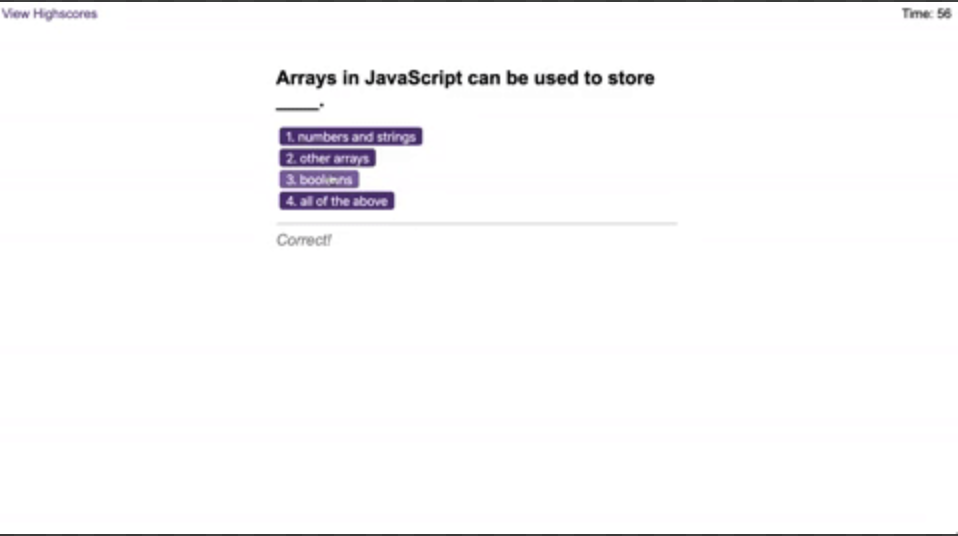 View Highscores
Time: 56
Arrays in JavaScript can be used to store
____.
1. numbers and strings
2. other arrays
3. booleans
4. all of the above
Correct!